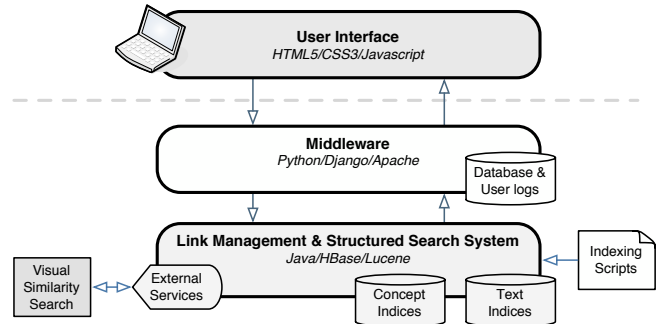 User Interface
HTML5/CSS3/Javascript
Middleware
Python/Django/Apache
Database &
User logs
Link Management & Structured Search System
Java/HBase/Lucene
Indexing
Scripts
Visual
Similarity
Search
External
Services
Concept
Indices
Text
Indices